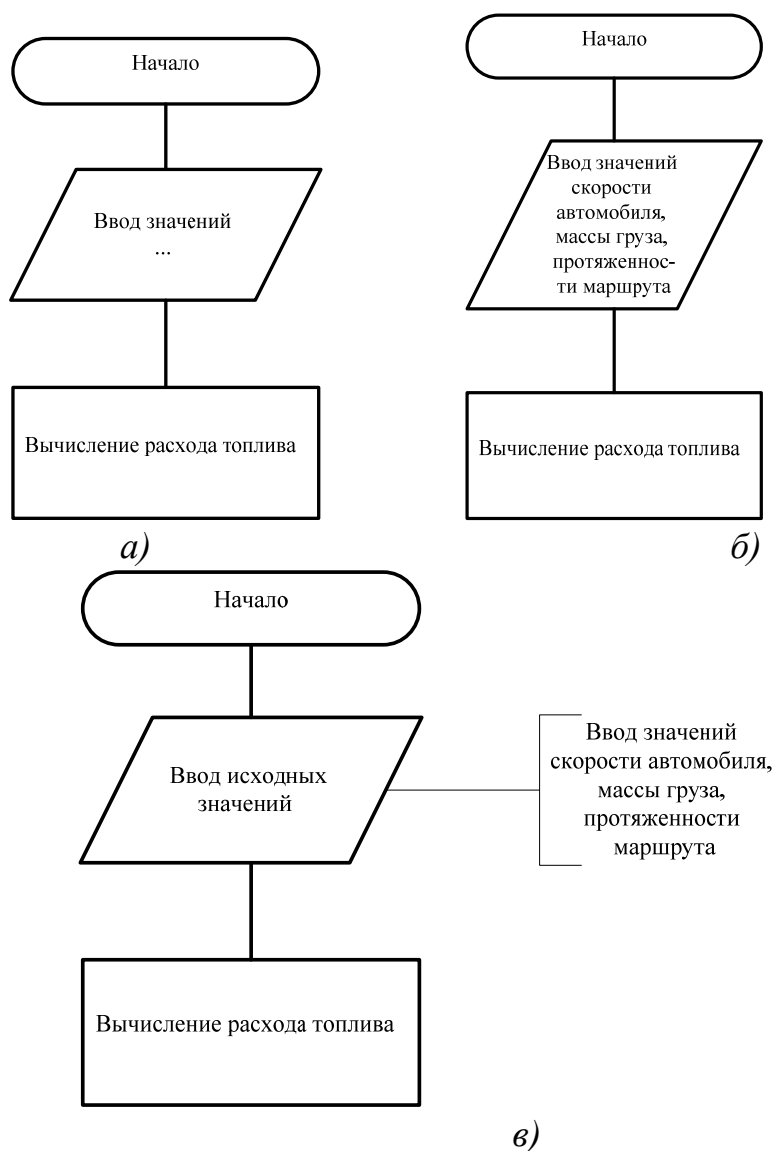 Начало
Ввод значений
...
Вычисление расхода топлива
а)
Начало
Ввод значений
скорости
автомобиля,
массы груза,
протяженнос-
ти маршрута
Вычисление расхода топлива
б)
Начало
Ввод исходных
значений
Ввод значений
скорости автомобиля,
массы груза,
протяженности
маршрута
Вычисление расхода топлива
в)